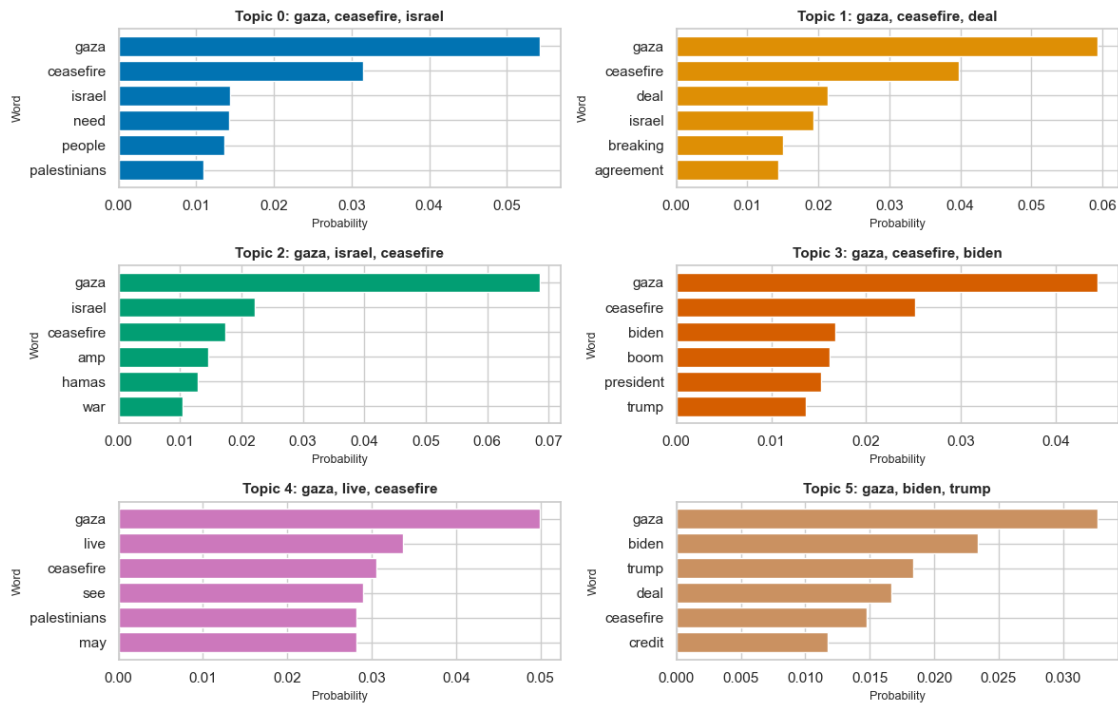 Topic 0: gaza, ceasefire, israel
Word
gaza
ceasefire
israel
need
people
palestinians
0.00 0.01 0.02 0.03 0.04 0.05
Probability
Topic 1: gaza, ceasefire, deal
Word
gaza
ceasefire
deal
israel
breaking
agreement
0.00 0.01 0.02 0.03 0.04 0.05 0.06
Probability
Topic 2: gaza, israel, ceasefire
Word
gaza
israel
ceasefire
amp
hamas
war
0.00 0.01 0.02 0.03 0.04 0.05 0.06 0.07
Probability
Topic 3: gaza, ceasefire, biden
Word
gaza
ceasefire
biden
boom
president
trump
0.00 0.01 0.02 0.03 0.04
Probability
Topic 4: gaza, live, ceasefire
Word
gaza
live
ceasefire
see
palestinians
may
0.00 0.01 0.02 0.03 0.04 0.05
Probability
Topic 5: gaza, biden, trump
Word
gaza
biden
trump
deal
ceasefire
credit
0.000 0.005 0.010 0.015 0.020 0.025 0.030
Probability